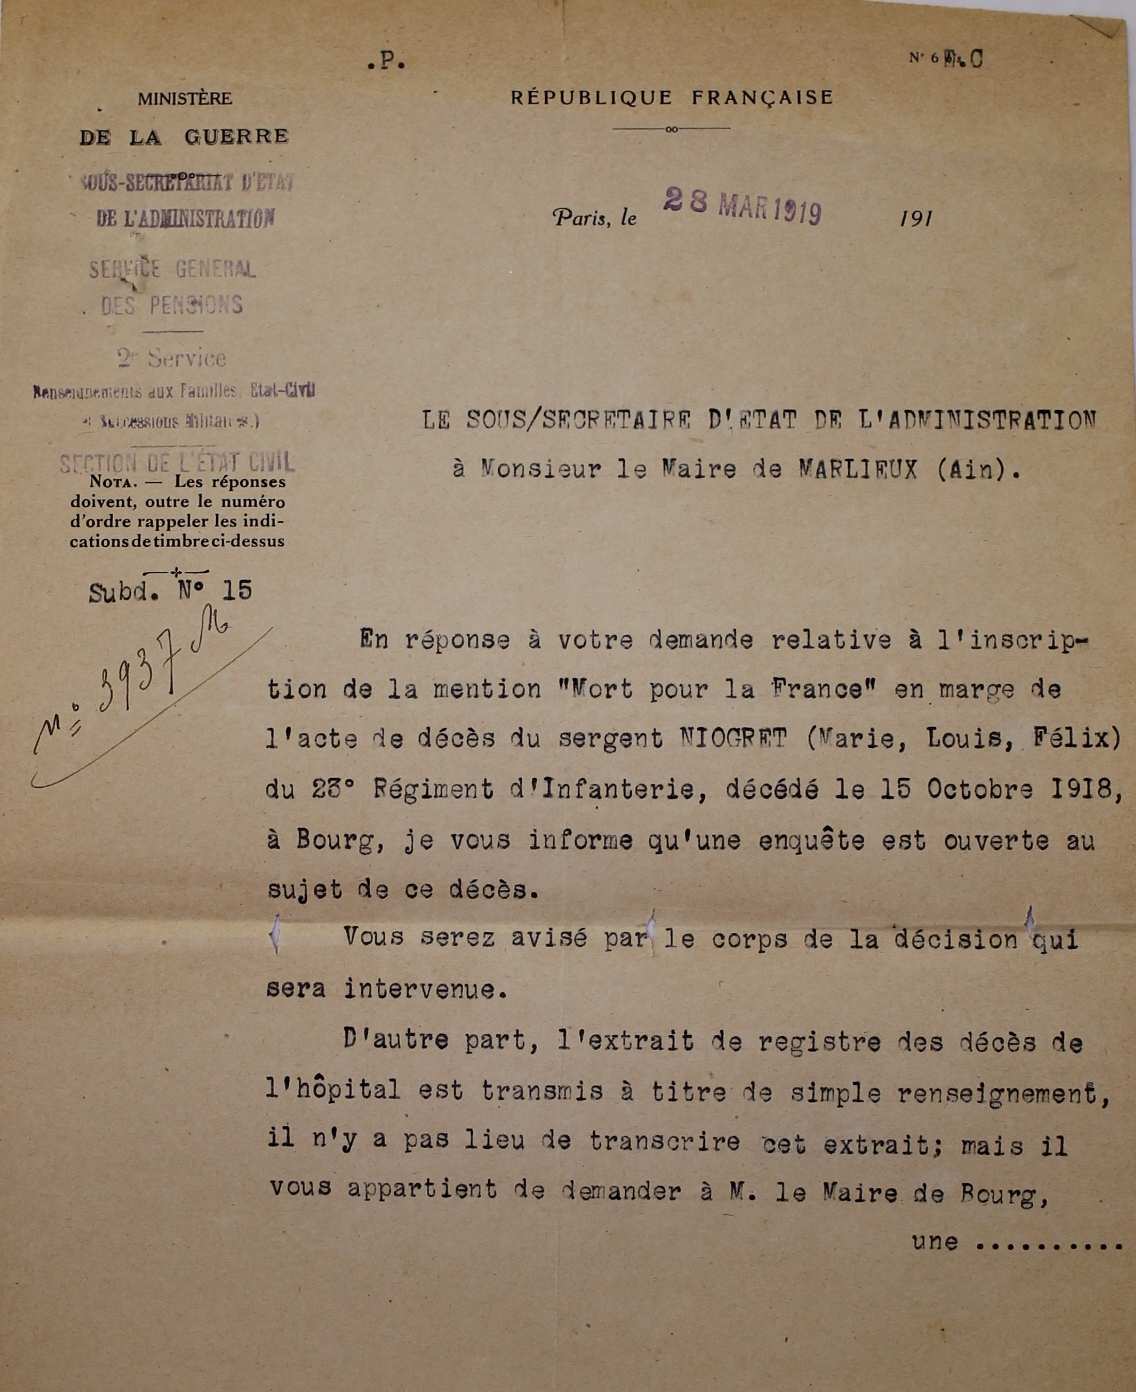 .P.
N° 6 E.C
MINISTÈRE
DE LA GUERRE
SOUS-SECRETARIAT D'ETAT
DE L'ADMINISTRATION
SERVICE GENERAL
DES PENSIONS
2e Service
Renseignements aux Familles, Etat-Civil
et Successions Militaires.)
SECTION DE L'ÉTAT CIVIL
NOTA. — Les réponses
doivent, outre le numéro
d'ordre rappeler les indi-
cations de timbre ci-dessus
Subd. N° 15
n° 3937 M
RÉPUBLIQUE FRANÇAISE
Paris, le 28 MAR 1919 191
LE SOUS/SECRETAIRE D'ETAT DE L'ADMINISTRATION
à Monsieur le Maire de MARLIEUX (Ain).
En réponse à votre demande relative à l'inscrip-
tion de la mention "Mort pour la France" en marge de
l'acte de décès du sergent NIOGRET (Marie, Louis, Félix)
du 23° Régiment d'Infanterie, décédé le 15 Octobre I9I8,
à Bourg, je vous informe qu'une enquête est ouverte au
sujet de ce décès.
Vous serez avisé par le corps de la décision qui
sera intervenue.
D'autre part, l'extrait de registre des décès de
l'hôpital est transmis à titre de simple renseignement,
il n'y a pas lieu de transcrire cet extrait; mais il
vous appartient de demander à M. le Maire de Bourg,
une ..........